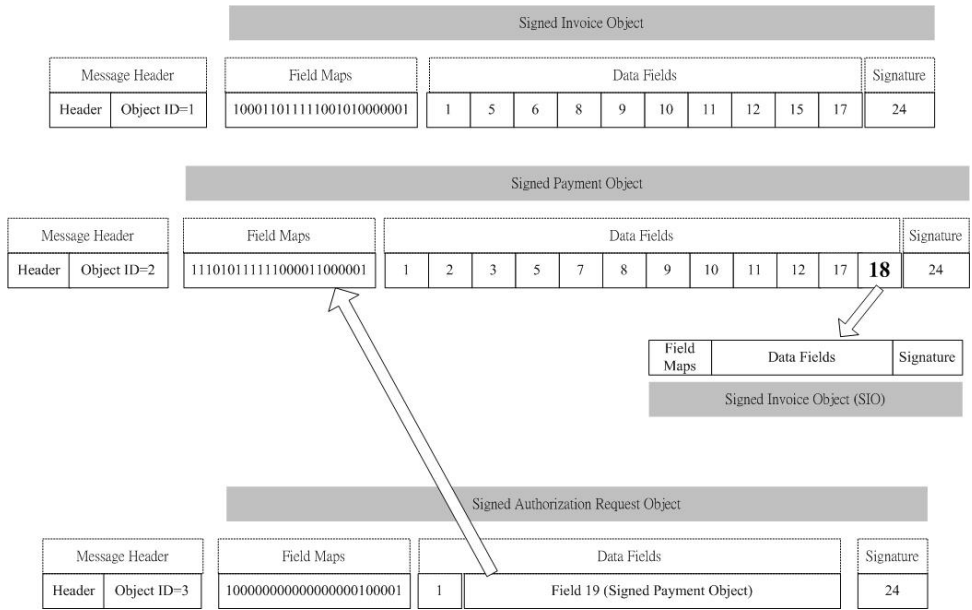 Signed Invoice Object
Message Header Field Maps Data Fields Signature
Header Object ID=1 100011011111001010000001 1 5 6 8 9 10 11 12 15 17 24
Signed Payment Object
Message Header Field Maps Data Fields Signature
Header Object ID=2 111010111111000011000001 1 2 3 5 7 8 9 10 11 12 17 18 24
Field
Maps Data Fields Signature
Signed Invoice Object (SIO)
Signed Authorization Request Object
Message Header Field Maps Data Fields Signature
Header Object ID=3 100000000000000000100001 1 Field 19 (Signed Payment Object) 24